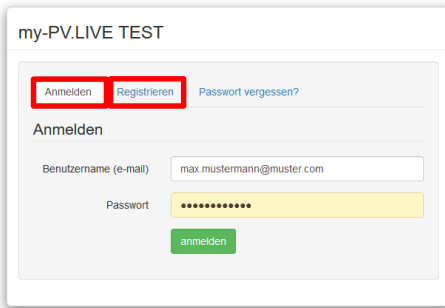 my-PV.LIVE TEST
Anmelden Registrieren Passwort vergessen?
Anmelden
Benutzername (e-mail) max.mustermann@muster.com
Passwort ●●●●●●●●●●●●
anmelden